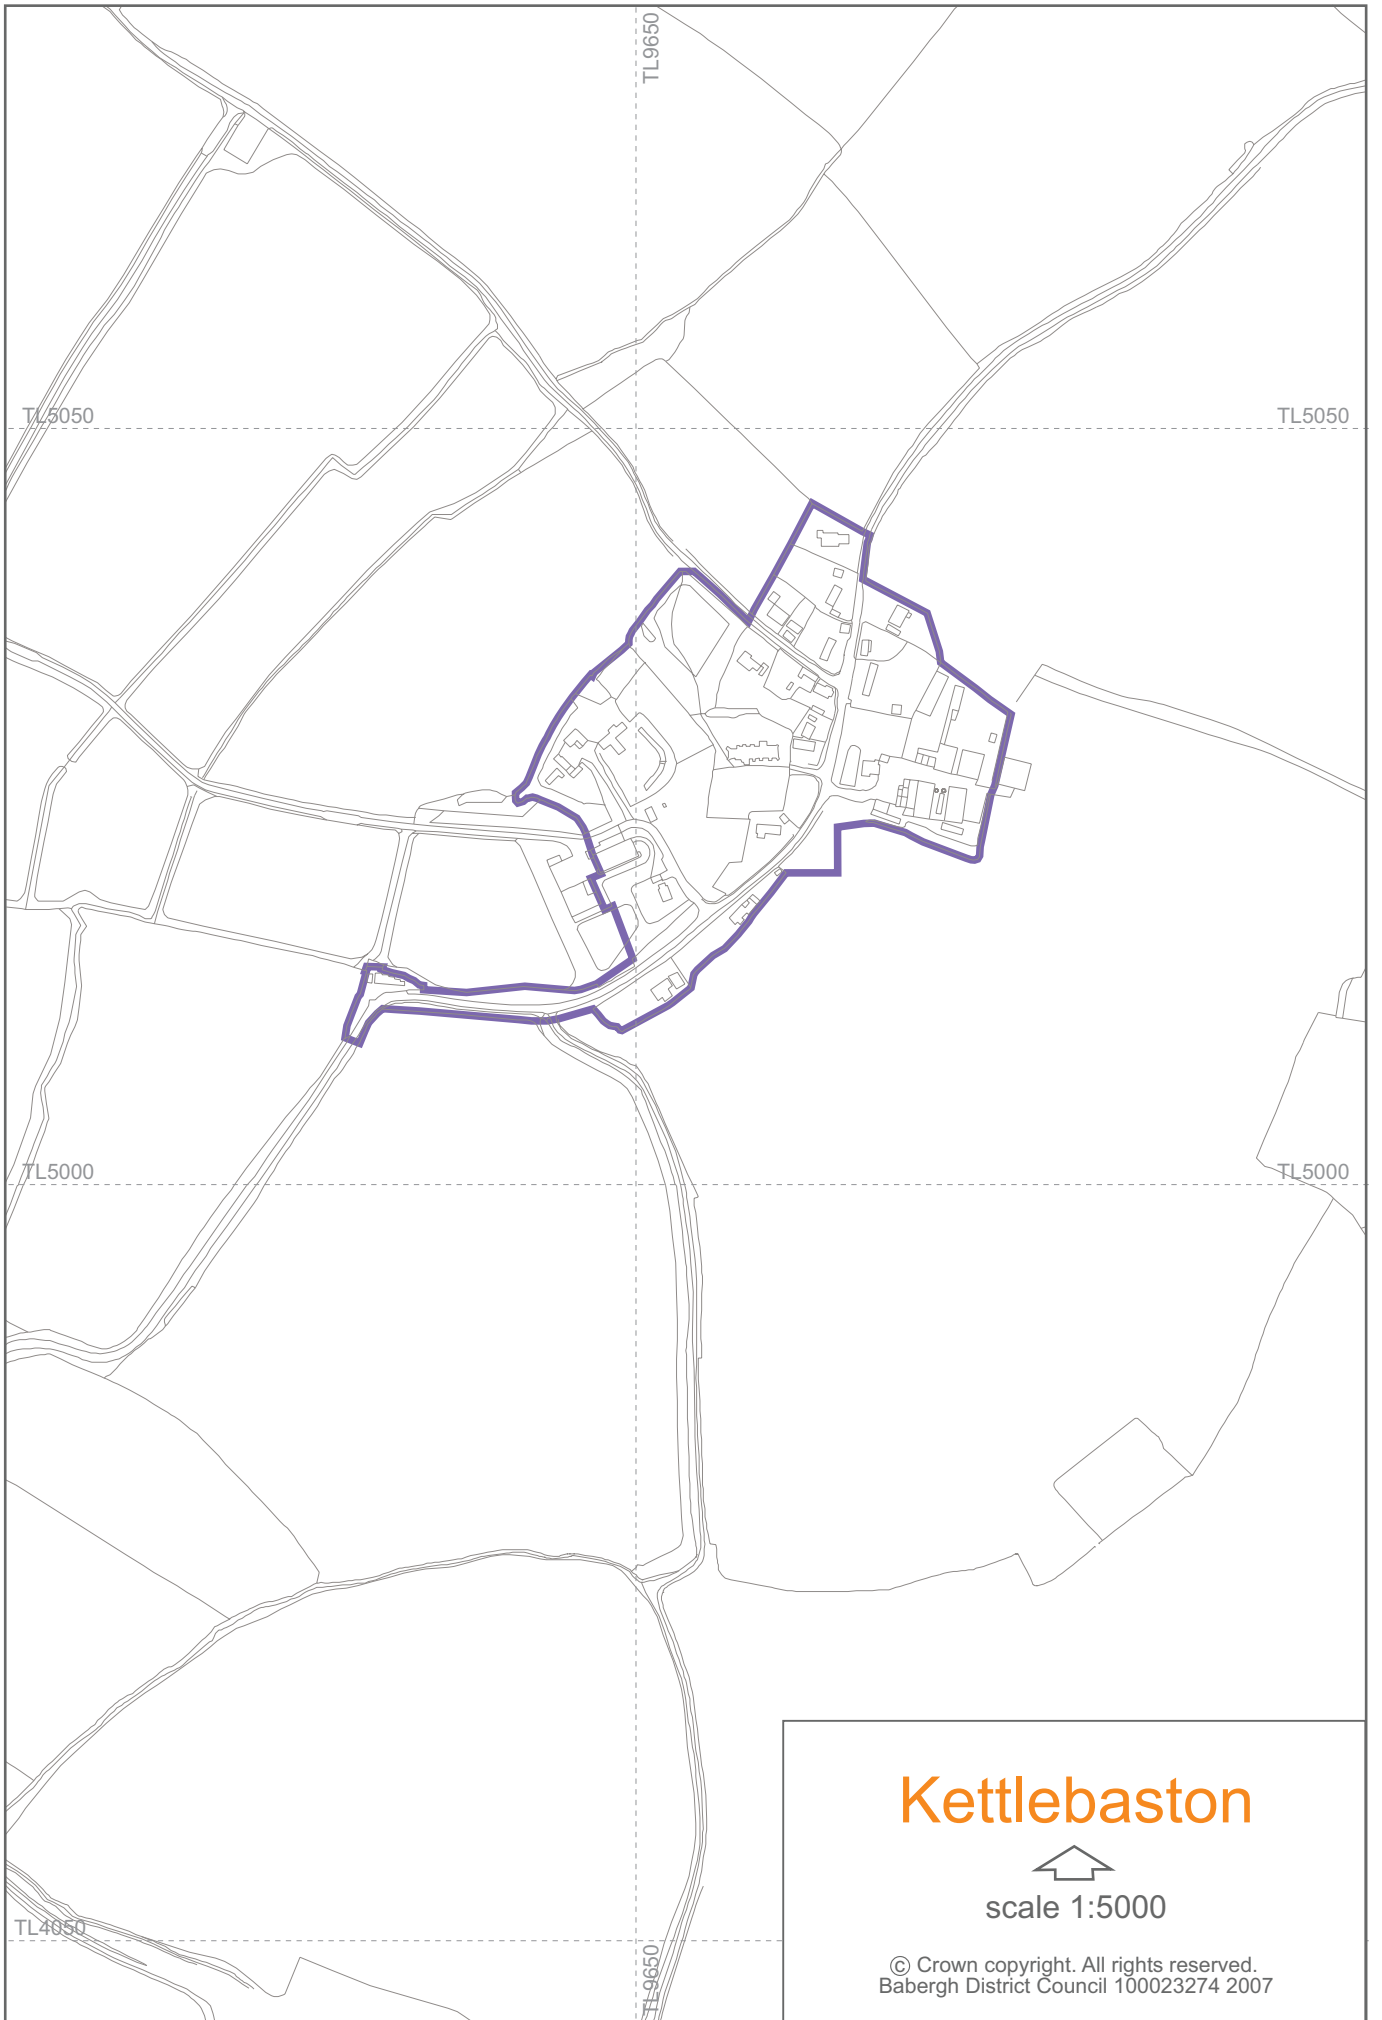 TL9650
TL5050
TL5050
TL5000
TL5000
Kettlebaston
scale 1:5000
TL4050
TL9650
© Crown copyright. All rights reserved.
Babergh District Council 100023274 2007